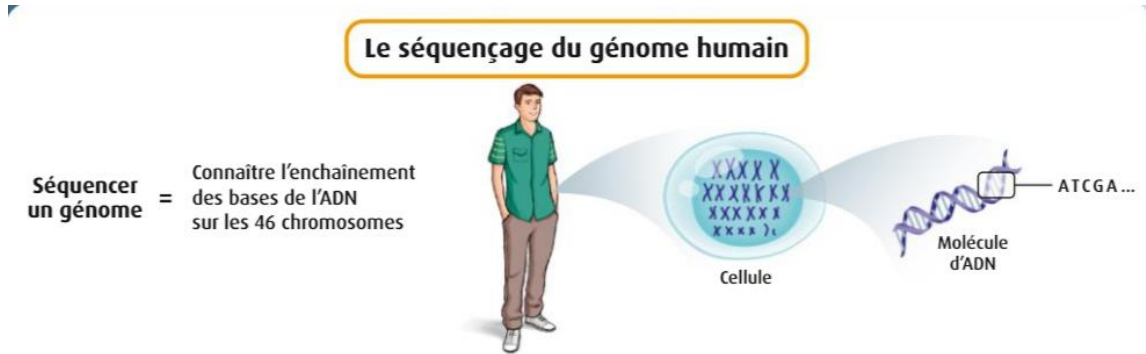 Le séquençage du génome humain
Séquencer
un génome
=
Connaître l'enchaînement
des bases de l'ADN
sur les 46 chromosomes
Cellule
Molécule
d'ADN
ATCGA...